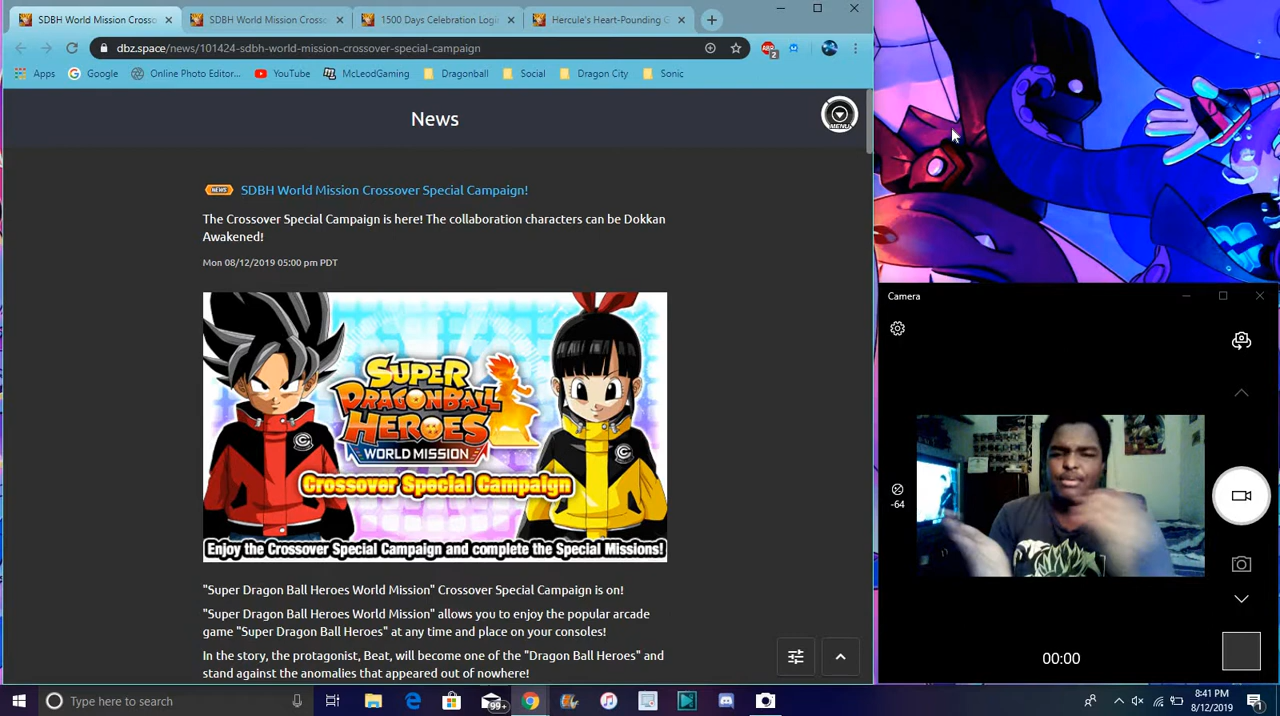 SDBH World Mission Crosso
SDBH World Mission Crosso
1500 Days Celebration Logi
Hercule's Heart-Pounding G
dbz.space/news/101424-sdbh-world-mission-crossover-special-campaign
ABP
2
Apps
Google
Online Photo Editor...
YouTube
McLeodGaming
Dragonball
Social
Dragon City
Sonic
News
MENU
NEWS
SDBH World Mission Crossover Special Campaign!
The Crossover Special Campaign is here! The collaboration characters can be Dokkan
Awakened!
Mon 08/12/2019 05:00 pm PDT
SUPER
DRAGONBALL
HEROES
WORLD MISSION
Crossover Special Campaign
Enjoy the Crossover Special Campaign and complete the Special Missions!
"Super Dragon Ball Heroes World Mission" Crossover Special Campaign is on!
"Super Dragon Ball Heroes World Mission" allows you to enjoy the popular arcade
game "Super Dragon Ball Heroes" at any time and place on your consoles!
In the story, the protagonist, Beat, will become one of the "Dragon Ball Heroes" and
stand against the anomalies that appeared out of nowhere!
Camera
-64
00:00
Type here to search
99+
8:41 PM
8/12/2019
1